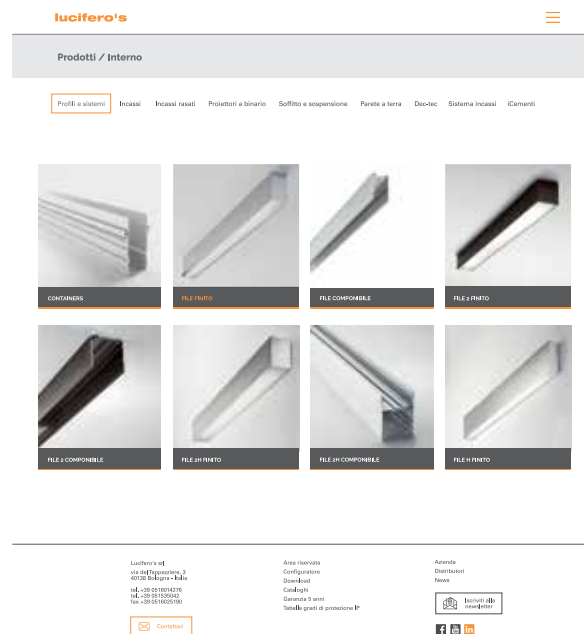 lucifero's
Prodotti / Interno
Profili e sistemi
Incassi
Incassi rasati
Proiettori a binario
Soffitto e sospensione
Parete a terra
Dec-tec
Sistema incassi
iCementi
CONTAINERS
FILE FINITO
FILE COMPONIBILE
FILE 2 FINITO
FILE 2 COMPONIBILE
FILE 2H FINITO
FILE 2H COMPONIBILE
FILE H FINITO
Lucifero's srl
via del Tappezziere, 3
40138 Bologna - Italia
tel. +39 0516014276
tel. +39 051535042
fax +39 0516025190
Contattaci
Area riservata
Configuratore
Download
Cataloghi
Garanzia 5 anni
Tabella gradi di protezione IP
Azienda
Distributori
News
Iscriviti alla
newsletter